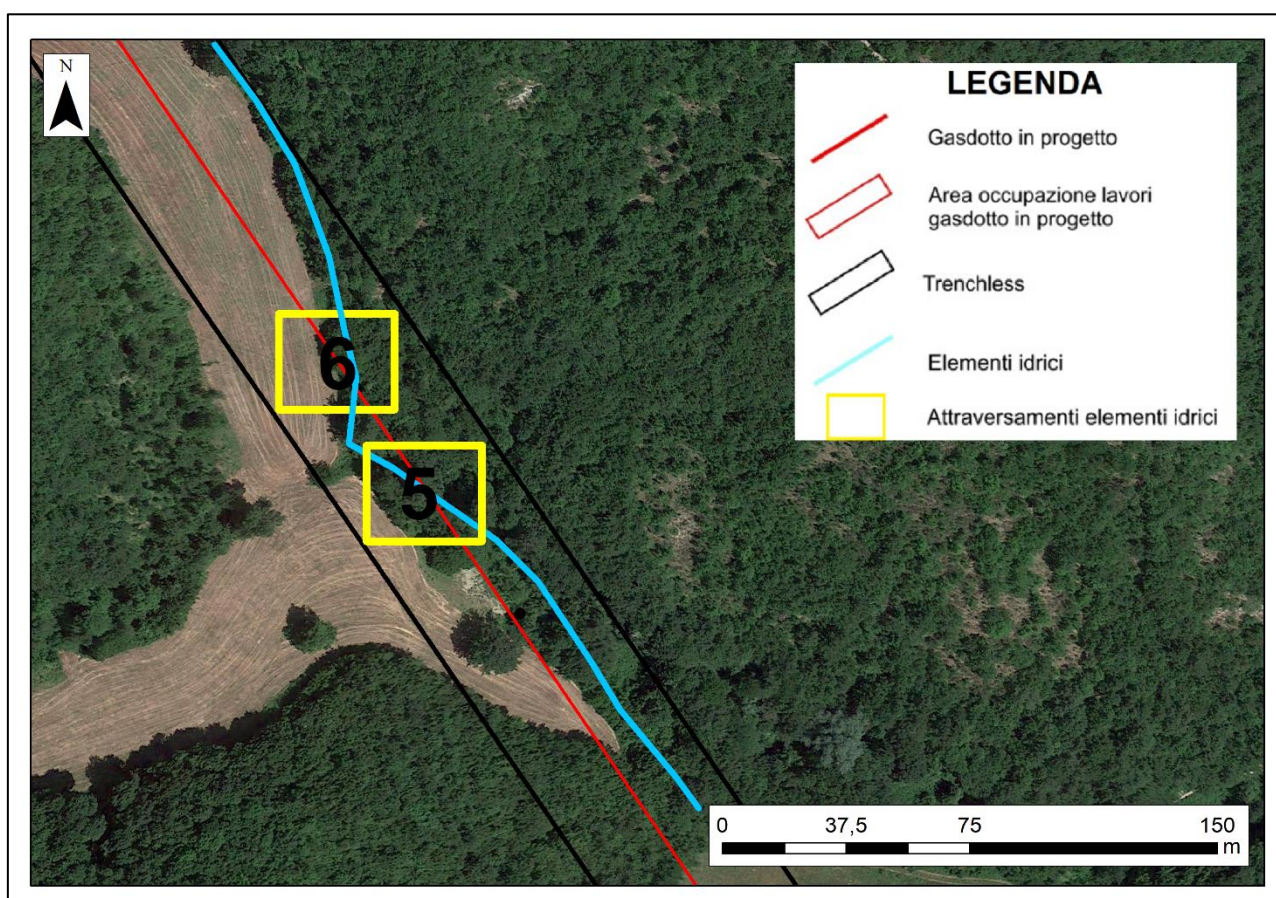 N
LEGENDA
Gasdotto in progetto
Area occupazione lavori
gasdotto in progetto
Trenchless
Elementi idrici
Attraversamenti elementi idrici
6
5
0 37,5 75 150
m